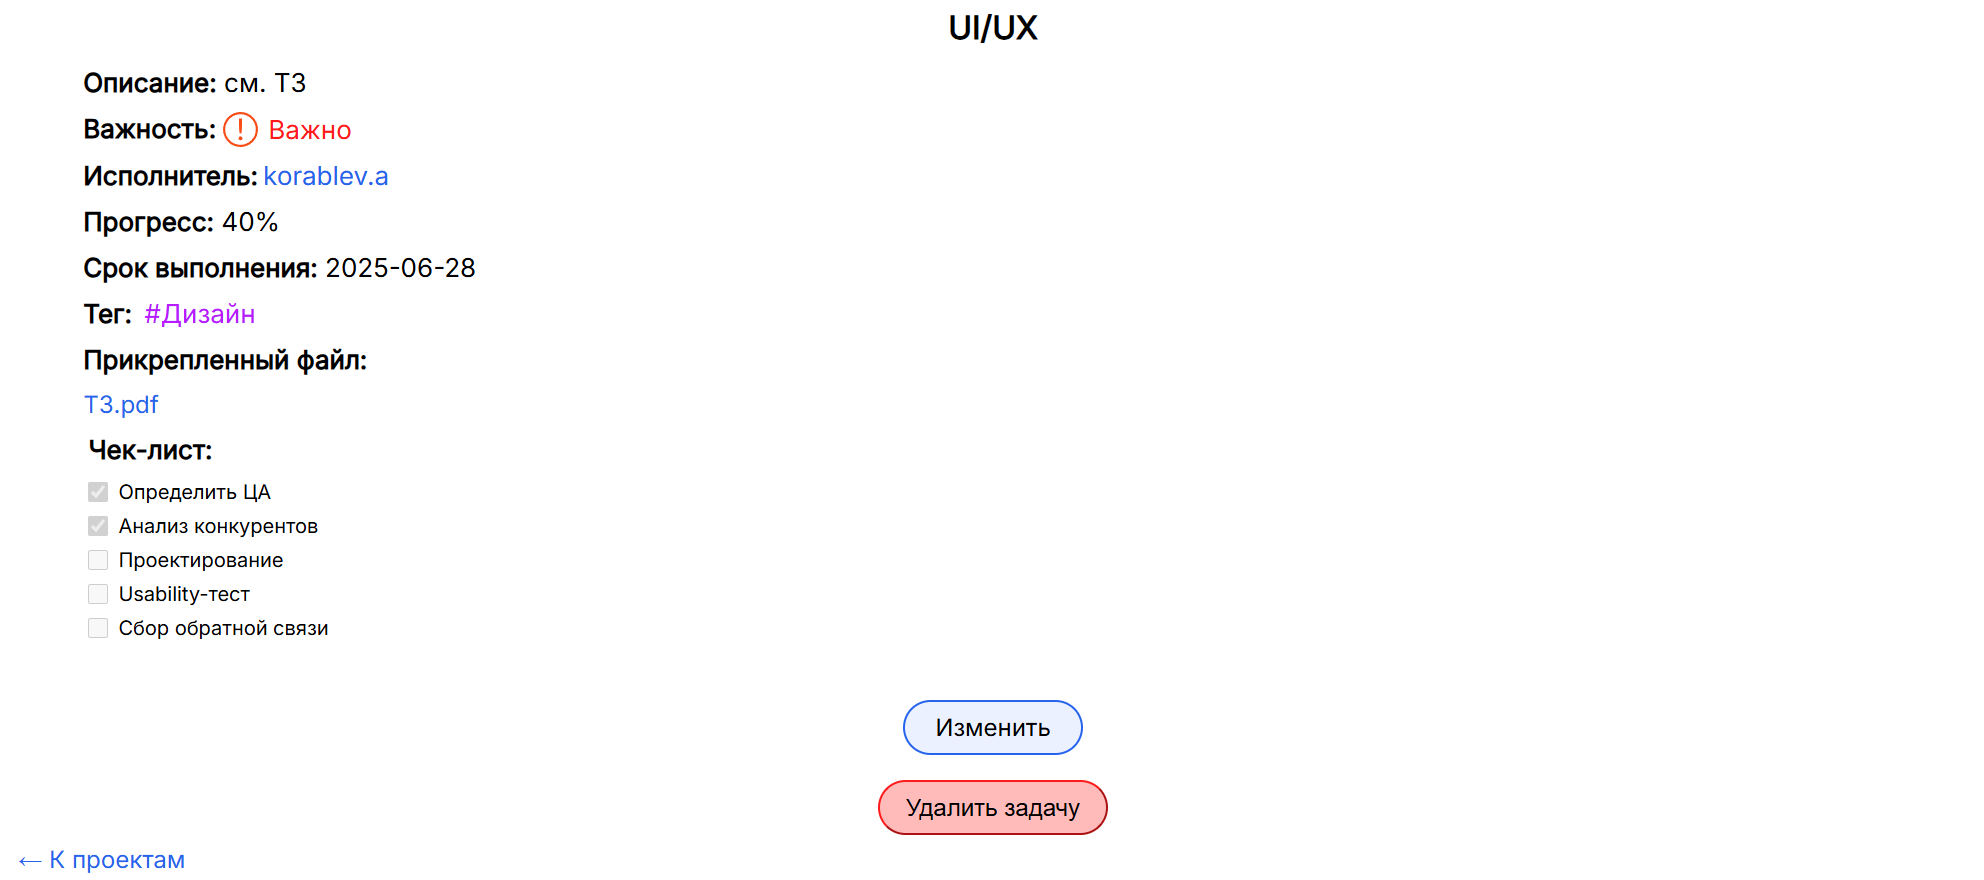 UI/UX
Описание: см. ТЗ
Важность: Важно
Исполнитель: korablev.a
Прогресс: 40%
Срок выполнения: 2025-06-28
Тег: #Дизайн
Прикрепленный файл:
ТЗ.pdf
Чек-лист:
Определить ЦА
Анализ конкурентов
Проектирование
Usability-тест
Сбор обратной связи
Изменить
Удалить задачу
← К проектам